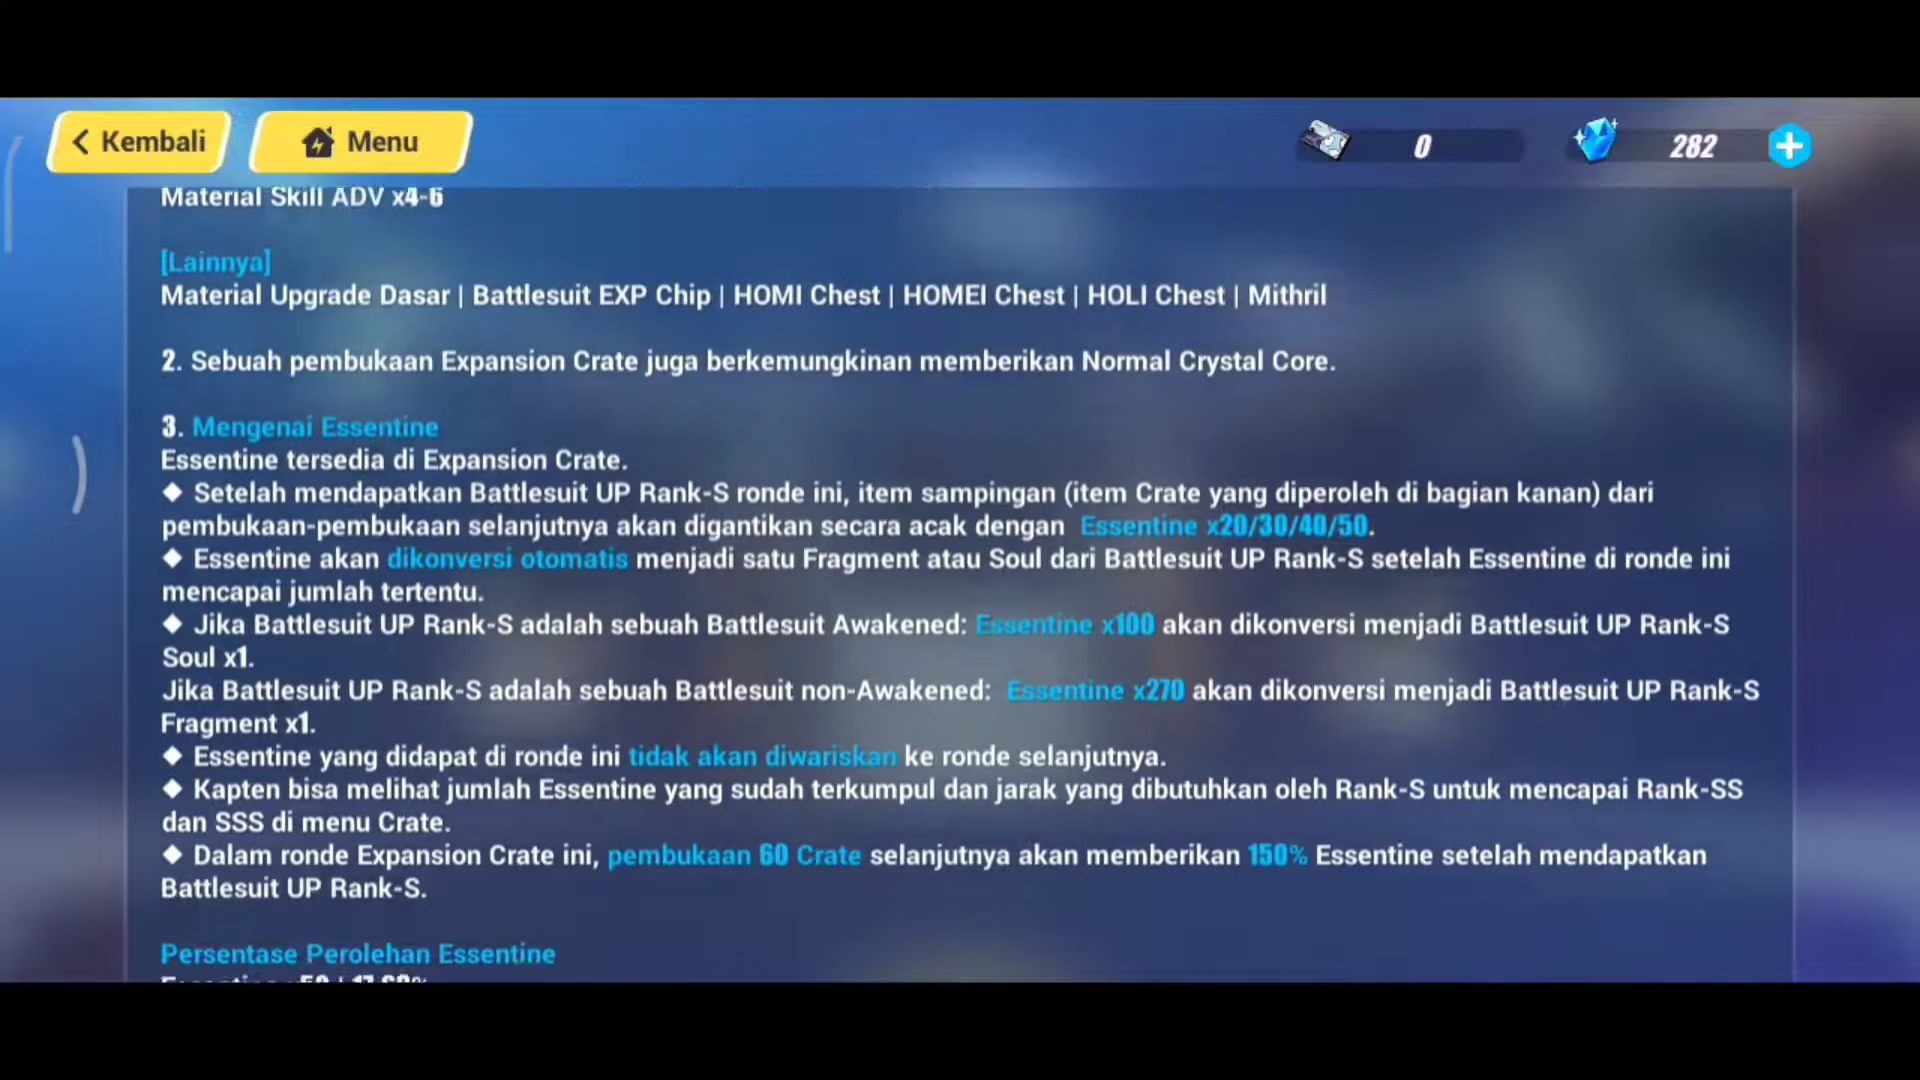 Kembali
Menu
0
282
Material Skill ADV x4-6
[Lainnya]
Material Upgrade Dasar | Battlesuit EXP Chip | HOMI Chest | HOMEI Chest | HOLI Chest | Mithril
2. Sebuah pembukaan Expansion Crate juga berkemungkinan memberikan Normal Crystal Core.
3. Mengenai Essentine
Essentine tersedia di Expansion Crate.
◆ Setelah mendapatkan Battlesuit UP Rank-S ronde ini, item sampingan (item Crate yang diperoleh di bagian kanan) dari
pembukaan-pembukaan selanjutnya akan digantikan secara acak dengan Essentine x20/30/40/50.
◆ Essentine akan dikonversi otomatis menjadi satu Fragment atau Soul dari Battlesuit UP Rank-S setelah Essentine di ronde ini
mencapai jumlah tertentu.
◆ Jika Battlesuit UP Rank-S adalah sebuah Battlesuit Awakened: Essentine x100 akan dikonversi menjadi Battlesuit UP Rank-S
Soul x1.
Jika Battlesuit UP Rank-S adalah sebuah Battlesuit non-Awakened: Essentine x270 akan dikonversi menjadi Battlesuit UP Rank-S
Fragment x1.
◆ Essentine yang didapat di ronde ini tidak akan diwariskan ke ronde selanjutnya.
◆ Kapten bisa melihat jumlah Essentine yang sudah terkumpul dan jarak yang dibutuhkan oleh Rank-S untuk mencapai Rank-SS
dan SSS di menu Crate.
◆ Dalam ronde Expansion Crate ini, pembukaan 60 Crate selanjutnya akan memberikan 150% Essentine setelah mendapatkan
Battlesuit UP Rank-S.
Persentase Perolehan Essentine